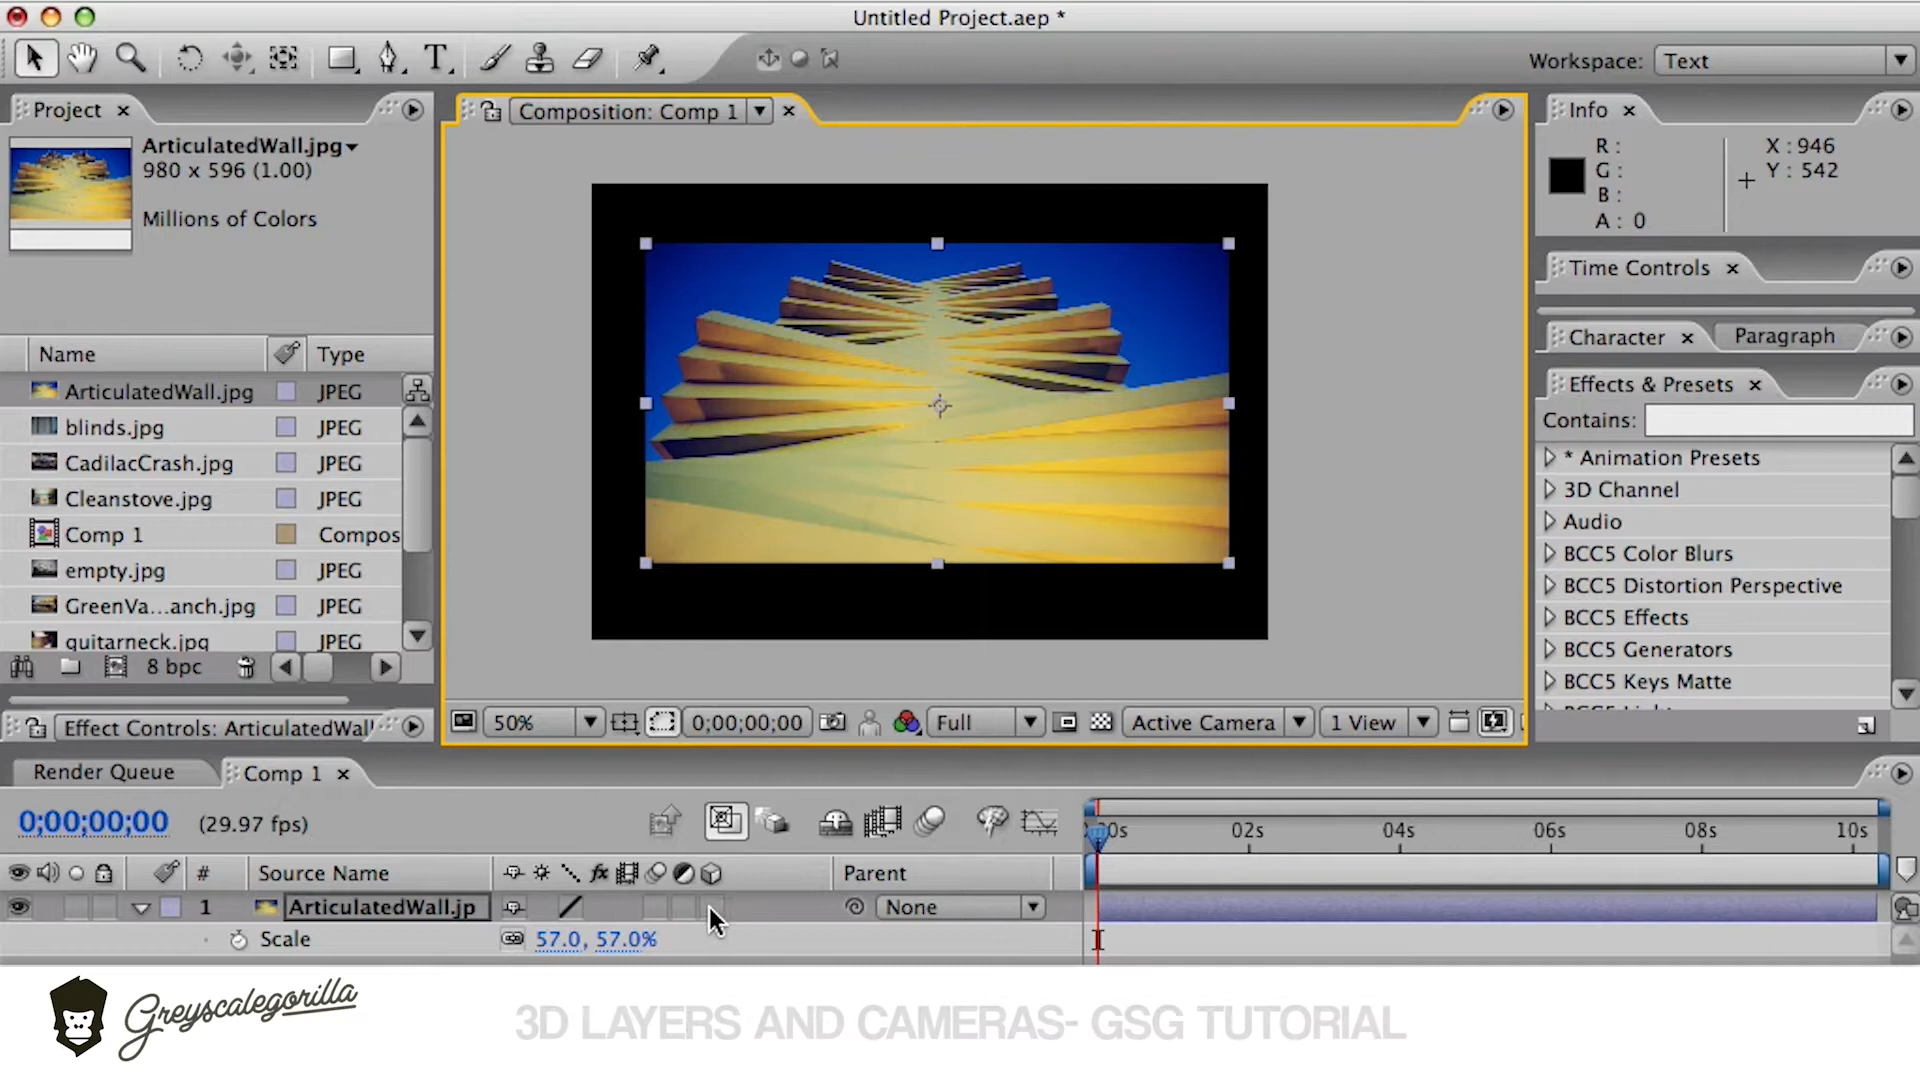 Untitled Project.aep *
T
Workspace: Text
Project
ArticulatedWall.jpg
980 x 596 (1.00)
Millions of Colors
Name Type
ArticulatedWall.jpg JPEG
blinds.jpg JPEG
CadilacCrash.jpg JPEG
Cleanstove.jpg JPEG
Comp 1 Compos
empty.jpg JPEG
GreenVa...anch.jpg JPEG
guitarneck.jpg JPEG
8 bpc
Effect Controls: ArticulatedWal
Composition: Comp 1
50% 0;00;00;00 Full Active Camera 1 View
Info
R :
G :
B :
A : 0
X : 946
Y : 542
Time Controls
Character Paragraph
Effects & Presets
Contains:
* Animation Presets
3D Channel
Audio
BCC5 Color Blurs
BCC5 Distortion Perspective
BCC5 Effects
BCC5 Generators
BCC5 Keys Matte
Render Queue Comp 1
0;00;00;00 (29.97 fps)
02s 04s 06s 08s 10s
# Source Name fx Parent
1 ArticulatedWall.jp None
Scale 57.0, 57.0%
Greyscalegorilla
3D LAYERS AND CAMERAS- GSG TUTORIAL